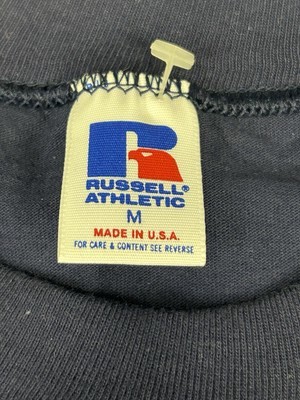 R
RUSSELL®
ATHLETIC
M
MADE IN U.S.A.
FOR CARE & CONTENT SEE REVERSE